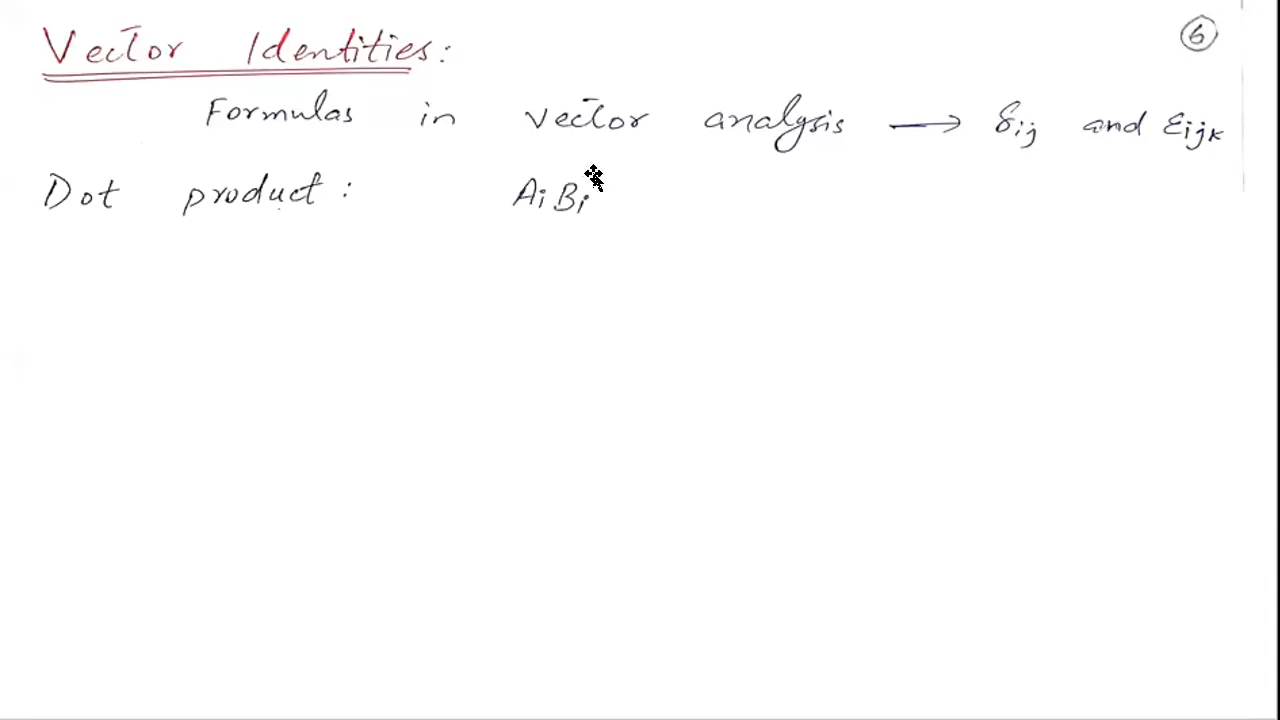 Vector Identities: ⑥
Formulas in vector analysis → δij and εijk
Dot product: AiBi